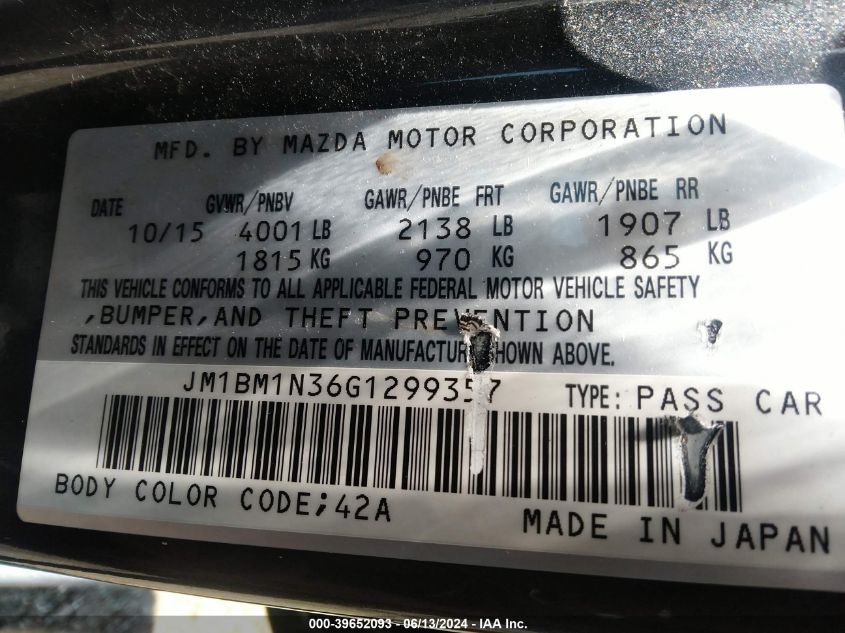 MFD. BY MAZDA MOTOR CORPORATION
DATE GVWR/PNBV GAWR/PNBE FRT GAWR/PNBE RR
10/15 4001 LB 2138 LB 1907 LB
1815 KG 970 KG 865 KG
THIS VEHICLE CONFORMS TO ALL APPLICABLE FEDERAL MOTOR VEHICLE SAFETY
,BUMPER,AND THEFT PREVENTION
STANDARDS IN EFFECT ON THE DATE OF MANUFACTUR HOWN ABOVE.
JM1BM1N36G1299357 TYPE: PASS CAR
BODY COLOR CODE;42A MADE IN JAPAN
000-39652093 - 06/13/2024 - IAA Inc.